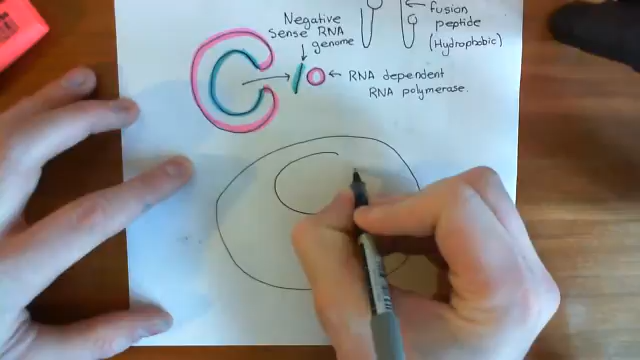 Negative
Sense RNA
genome
fusion
peptide
(Hydrophobic)
RNA dependent
RNA polymerase.